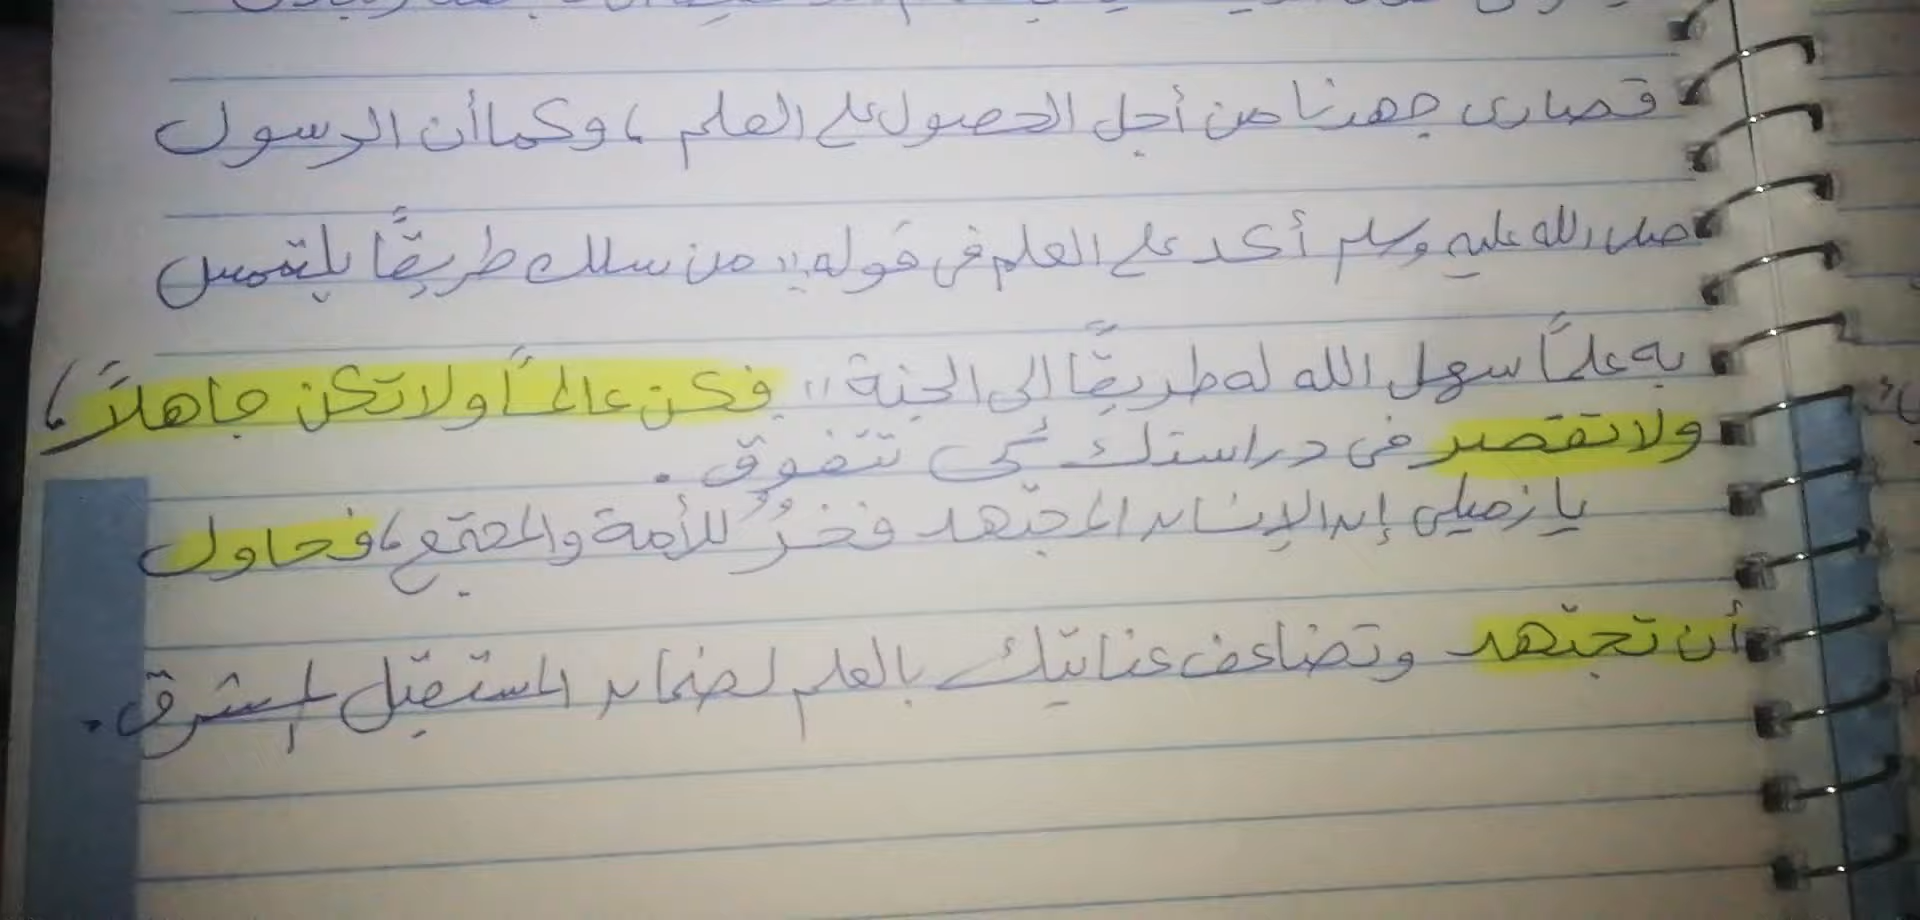 قصارى جهدنا من أجل الحصول على العلم ، وكما أن الرسول
صلى الله عليه وسلم أكد على العلم في قوله " من سلك طريقًا يلتمس
به علمًا سهل الله له طريقًا إلى الجنة " فكن عالمًا ولا تكن جاهلاً ،
ولا تقصر في دراستك كي تتفوق .
يا زميلي إن الإنسان المجتهد فخرٌ للأمة والمجتمع ، فحاول
أن تجتهد وتضاعف عنايتك بالعلم لضمان المستقبل المشرق .